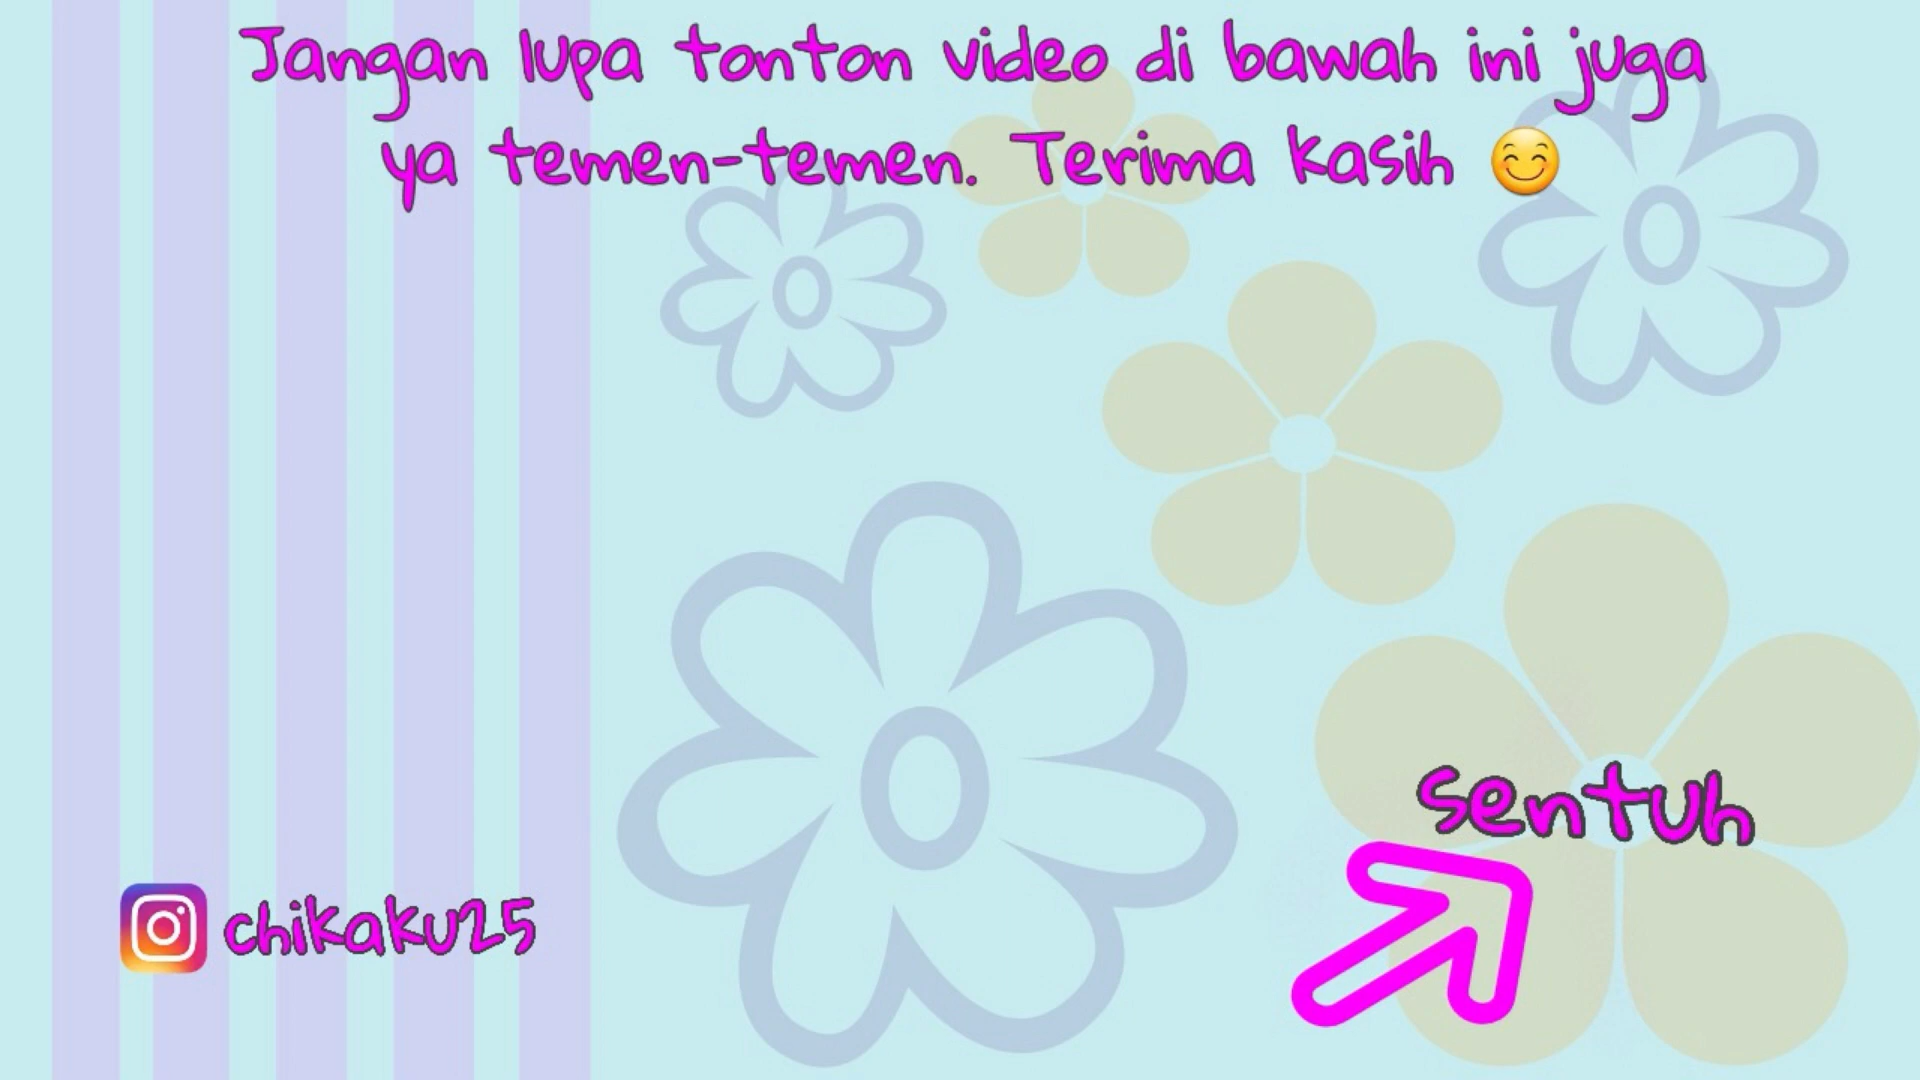 Jangan lupa tonton video di bawah ini juga
ya temen-temen. Terima kasih 😊
sentuh
chikaku25